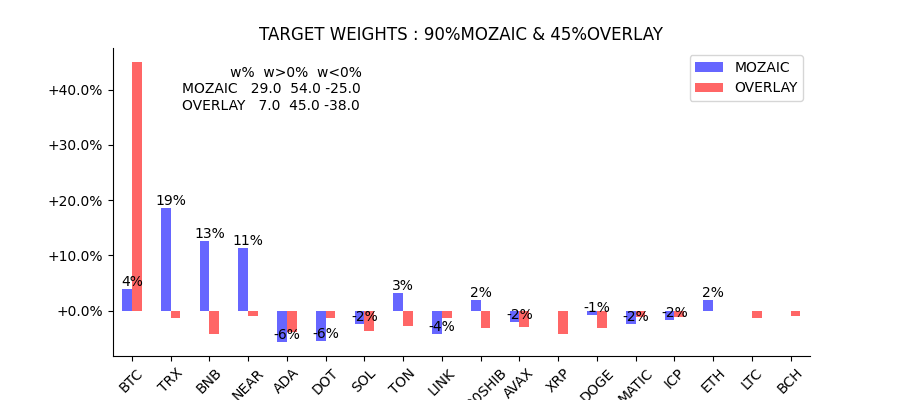 TARGET WEIGHTS : 90%MOZAIC & 45%OVERLAY
w% w>0% w<0%
MOZAIC 29.0 54.0 -25.0
OVERLAY 7.0 45.0 -38.0
MOZAIC
OVERLAY
+40.0%
+30.0%
+20.0%
+10.0%
+0.0%
4%
19%
13%
11%
-6%
-6%
-2%
3%
-4%
2%
-2%
-1%
-2%
-2%
2%
BTC
TRX
BNB
NEAR
ADA
DOT
SOL
TON
LINK
0SHIB
AVAX
XRP
DOGE
MATIC
ICP
ETH
LTC
BCH